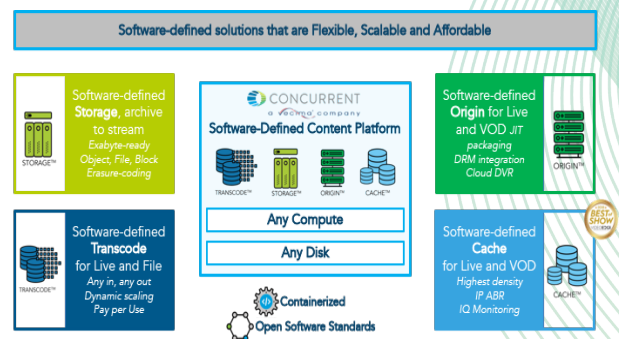 Software-defined solutions that are Flexible, Scalable and Affordable
Software-defined
Storage, archive
to stream
Exabyte-ready
Object, File, Block
Erasure-coding
STORAGE™
Software-defined
Transcode
for Live and File
Any in, any out
Dynamic scaling
Pay per Use
TRANSCODE™
CONCURRENT
a vecima company
Software-Defined Content Platform
TRANSCODE™
STORAGE™
ORIGIN™
CACHE™
Any Compute
Any Disk
Containerized
Open Software Standards
Software-defined
Origin for Live
and VOD JIT
packaging
DRM integration
Cloud DVR
ORIGIN™
Software-defined
Cache
for Live and VOD
Highest density
IP ABR
IQ Monitoring
CACHE™
BEST of
SHOW